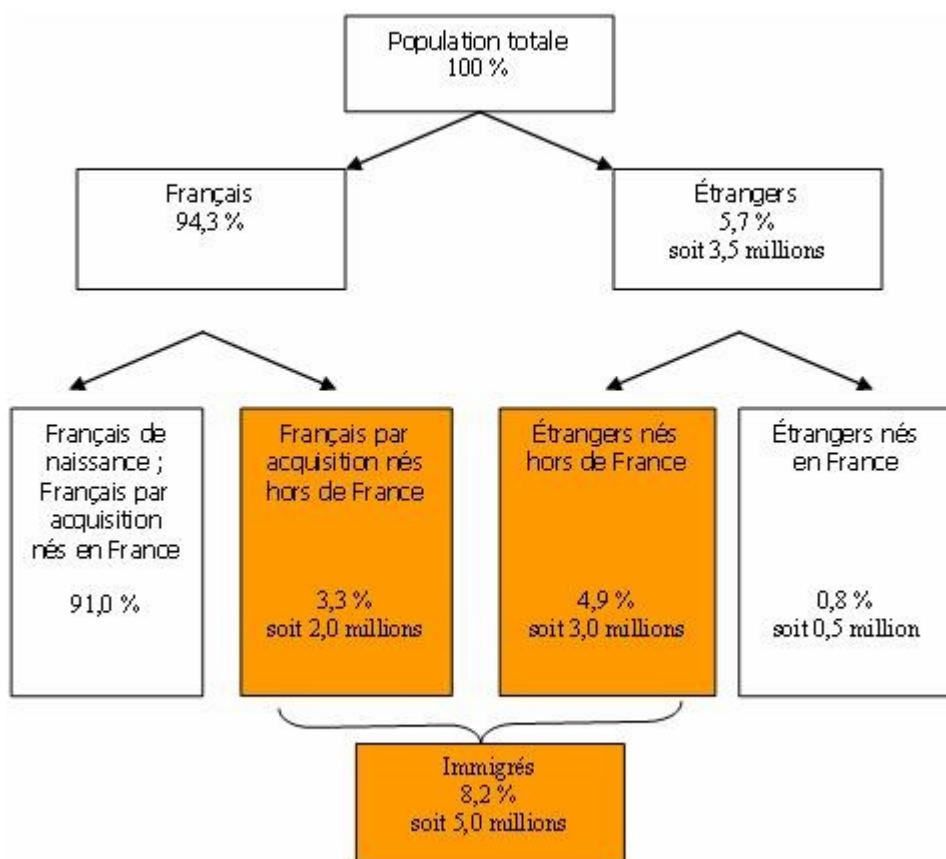 Population totale
100 %
Français
94,3 %
Étrangers
5,7 %
soit 3,5 millions
Français de
naissance ;
Français par
acquisition
nés en France
91,0 %
Français par
acquisition nés
hors de France
3,3 %
soit 2,0 millions
Étrangers nés
hors de France
4,9 %
soit 3,0 millions
Étrangers nés
en France
0,8 %
soit 0,5 million
Immigrés
8,2 %
soit 5,0 millions